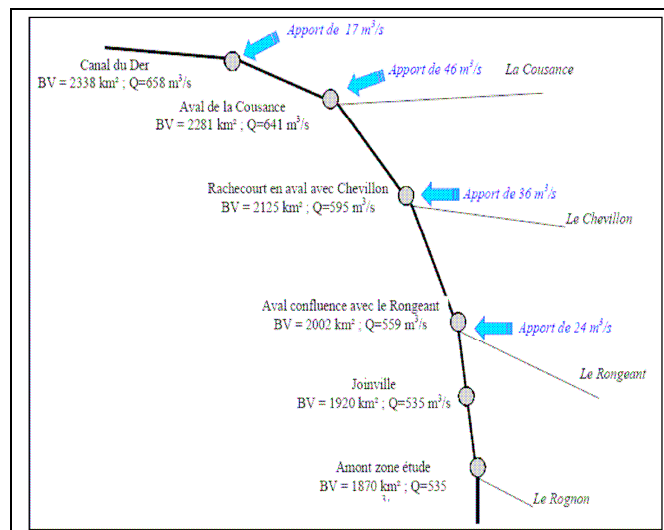 Apport de 17 m³/s
Canal du Der
BV = 2338 km² ; Q=658 m³/s
Apport de 46 m³/s
La Cousance
Aval de la Cousance
BV = 2281 km² ; Q=641 m³/s
Rachecourt en aval avec Chevillon
BV = 2125 km² ; Q=595 m³/s
Apport de 36 m³/s
Le Chevillon
Aval confluence avec le Rongeant
BV = 2002 km² ; Q=559 m³/s
Apport de 24 m³/s
Le Rongeant
Joinville
BV = 1920 km² ; Q=535 m³/s
Amont zone étude
BV = 1870 km² ; Q=535
Le Rognon